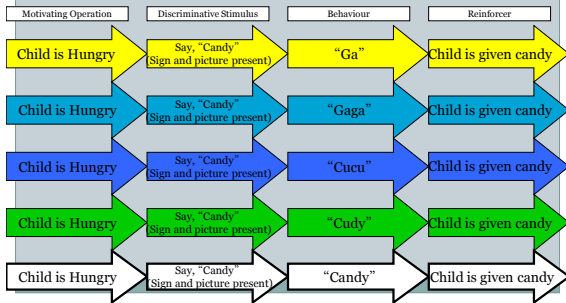 Motivating Operation Discriminative Stimulus Behaviour Reinforcer
Child is Hungry Say, “Candy” “Ga” Child is given candy
(Sign and picture present)
Child is Hungry Say, “Candy” “Gaga” Child is given candy
(Sign and picture present)
Child is Hungry Say, “Candy” “Cucu” Child is given candy
(Sign and picture present)
Child is Hungry Say, “Candy” “Cudy” Child is given candy
(Sign and picture present)
Child is Hungry Say, “Candy” “Candy” Child is given candy
(Sign and picture present)